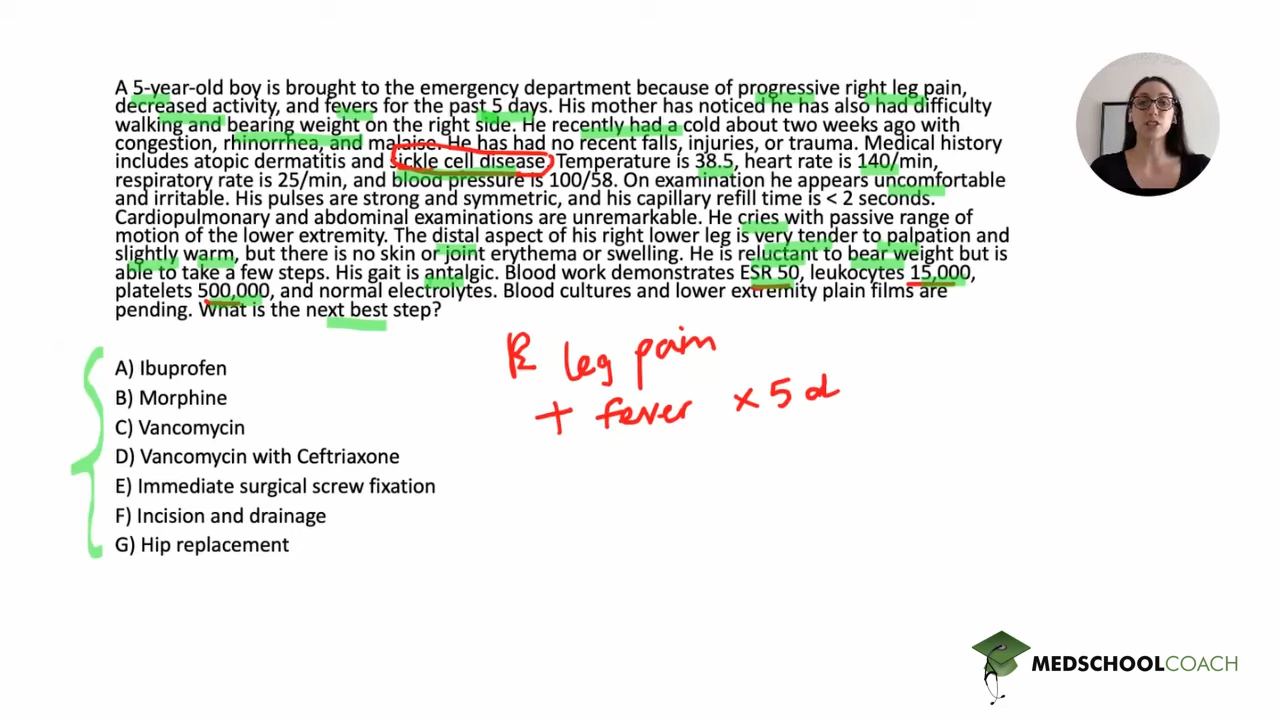 A 5-year-old boy is brought to the emergency department because of progressive right leg pain,
decreased activity, and fevers for the past 5 days. His mother has noticed he has also had difficulty
walking and bearing weight on the right side. He recently had a cold about two weeks ago with
congestion, rhinorrhea, and malaise. He has had no recent falls, injuries, or trauma. Medical history
includes atopic dermatitis and sickle cell disease. Temperature is 38.5, heart rate is 140/min,
respiratory rate is 25/min, and blood pressure is 100/58. On examination he appears uncomfortable
and irritable. His pulses are strong and symmetric, and his capillary refill time is < 2 seconds.
Cardiopulmonary and abdominal examinations are unremarkable. He cries with passive range of
motion of the lower extremity. The distal aspect of his right lower leg is very tender to palpation and
slightly warm, but there is no skin or joint erythema or swelling. He is reluctant to bear weight but is
able to take a few steps. His gait is antalgic. Blood work demonstrates ESR 50, leukocytes 15,000,
platelets 500,000, and normal electrolytes. Blood cultures and lower extremity plain films are
pending. What is the next best step?
A) Ibuprofen
B) Morphine
C) Vancomycin
D) Vancomycin with Ceftriaxone
E) Immediate surgical screw fixation
F) Incision and drainage
G) Hip replacement
R leg pain
+ fever x 5 d
MEDSCHOOLCOACH